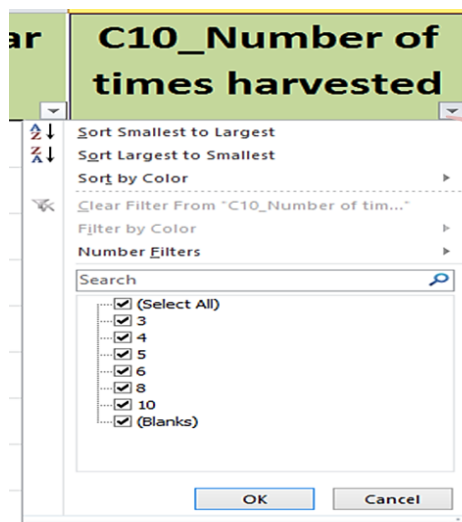 ar
C10_Number of
times harvested
Sort Smallest to Largest
Sort Largest to Smallest
Sort by Color
Clear Filter From "C10_Number of tim..."
Filter by Color
Number Filters
Search
(Select All)
3
4
5
6
8
10
(Blanks)
OK Cancel